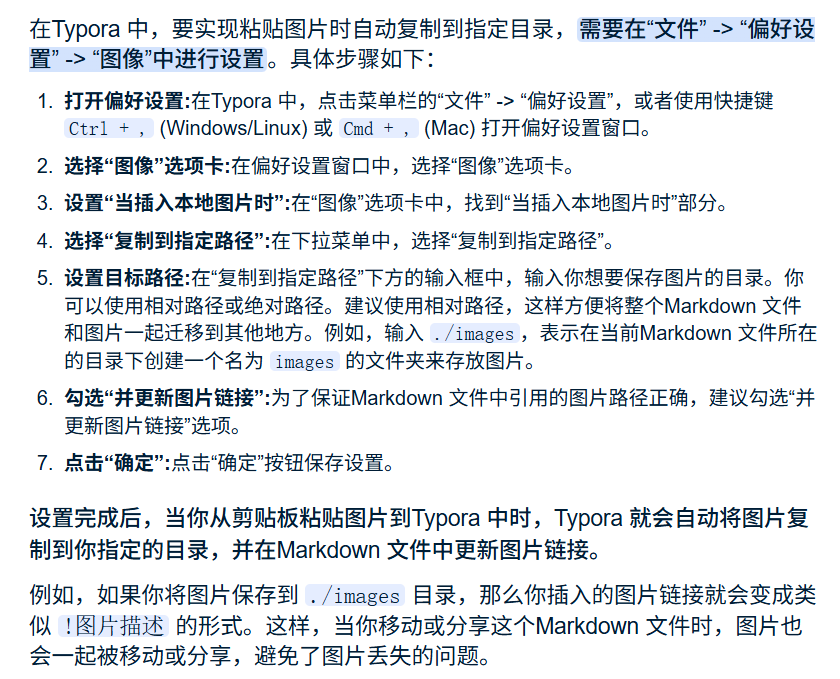 在Typora 中，要实现粘贴图片时自动复制到指定目录，需要在“文件” -> “偏好设
置” -> “图像”中进行设置。具体步骤如下：
1. 打开偏好设置:在Typora 中，点击菜单栏的“文件” -> “偏好设置”，或者使用快捷键
Ctrl + , (Windows/Linux) 或 Cmd + , (Mac) 打开偏好设置窗口。
2. 选择“图像”选项卡:在偏好设置窗口中，选择“图像”选项卡。
3. 设置“当插入本地图片时”:在“图像”选项卡中，找到“当插入本地图片时”部分。
4. 选择“复制到指定路径”:在下拉菜单中，选择“复制到指定路径”。
5. 设置目标路径:在“复制到指定路径”下方的输入框中，输入你想要保存图片的目录。你
可以使用相对路径或绝对路径。建议使用相对路径，这样方便将整个Markdown 文件
和图片一起迁移到其他地方。例如，输入 ./images，表示在当前Markdown 文件所在
的目录下创建一个名为 images 的文件夹来存放图片。
6. 勾选“并更新图片链接”:为了保证Markdown 文件中引用的图片路径正确，建议勾选“并
更新图片链接”选项。
7. 点击“确定”:点击“确定”按钮保存设置。
设置完成后，当你从剪贴板粘贴图片到Typora 中时，Typora 就会自动将图片复
制到你指定的目录，并在Markdown 文件中更新图片链接。
例如，如果你将图片保存到 ./images 目录，那么你插入的图片链接就会变成类
似 !图片描述 的形式。这样，当你移动或分享这个Markdown 文件时，图片也
会一起被移动或分享，避免了图片丢失的问题。